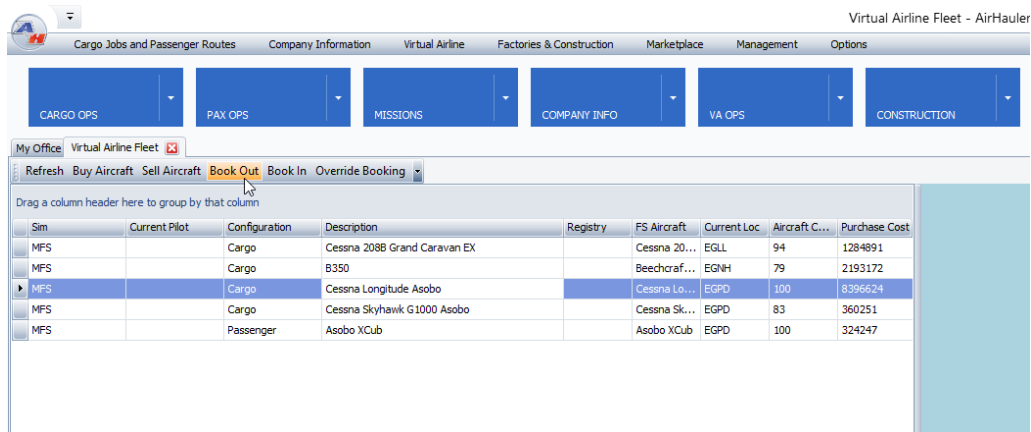 Virtual Airline Fleet - AirHauler
AH
Cargo Jobs and Passenger Routes Company Information Virtual Airline Factories & Construction Marketplace Management Options
CARGO OPS PAX OPS MISSIONS COMPANY INFO VA OPS CONSTRUCTION
My Office Virtual Airline Fleet
Refresh Buy Aircraft Sell Aircraft Book Out Book In Override Booking
Drag a column header here to group by that column
Sim Current Pilot Configuration Description Registry FS Aircraft Current Loc Aircraft C... Purchase Cost
MFS Cargo Cessna 208B Grand Caravan EX Cessna 20... EGLL 94 1284891
MFS Cargo B350 Beechcraf... EGNH 79 2193172
MFS Cargo Cessna Longitude Asobo Cessna Lo... EGPD 100 8396624
MFS Cargo Cessna Skyhawk G1000 Asobo Cessna Sk... EGPD 83 360251
MFS Passenger Asobo XCub Asobo XCub EGPD 100 324247